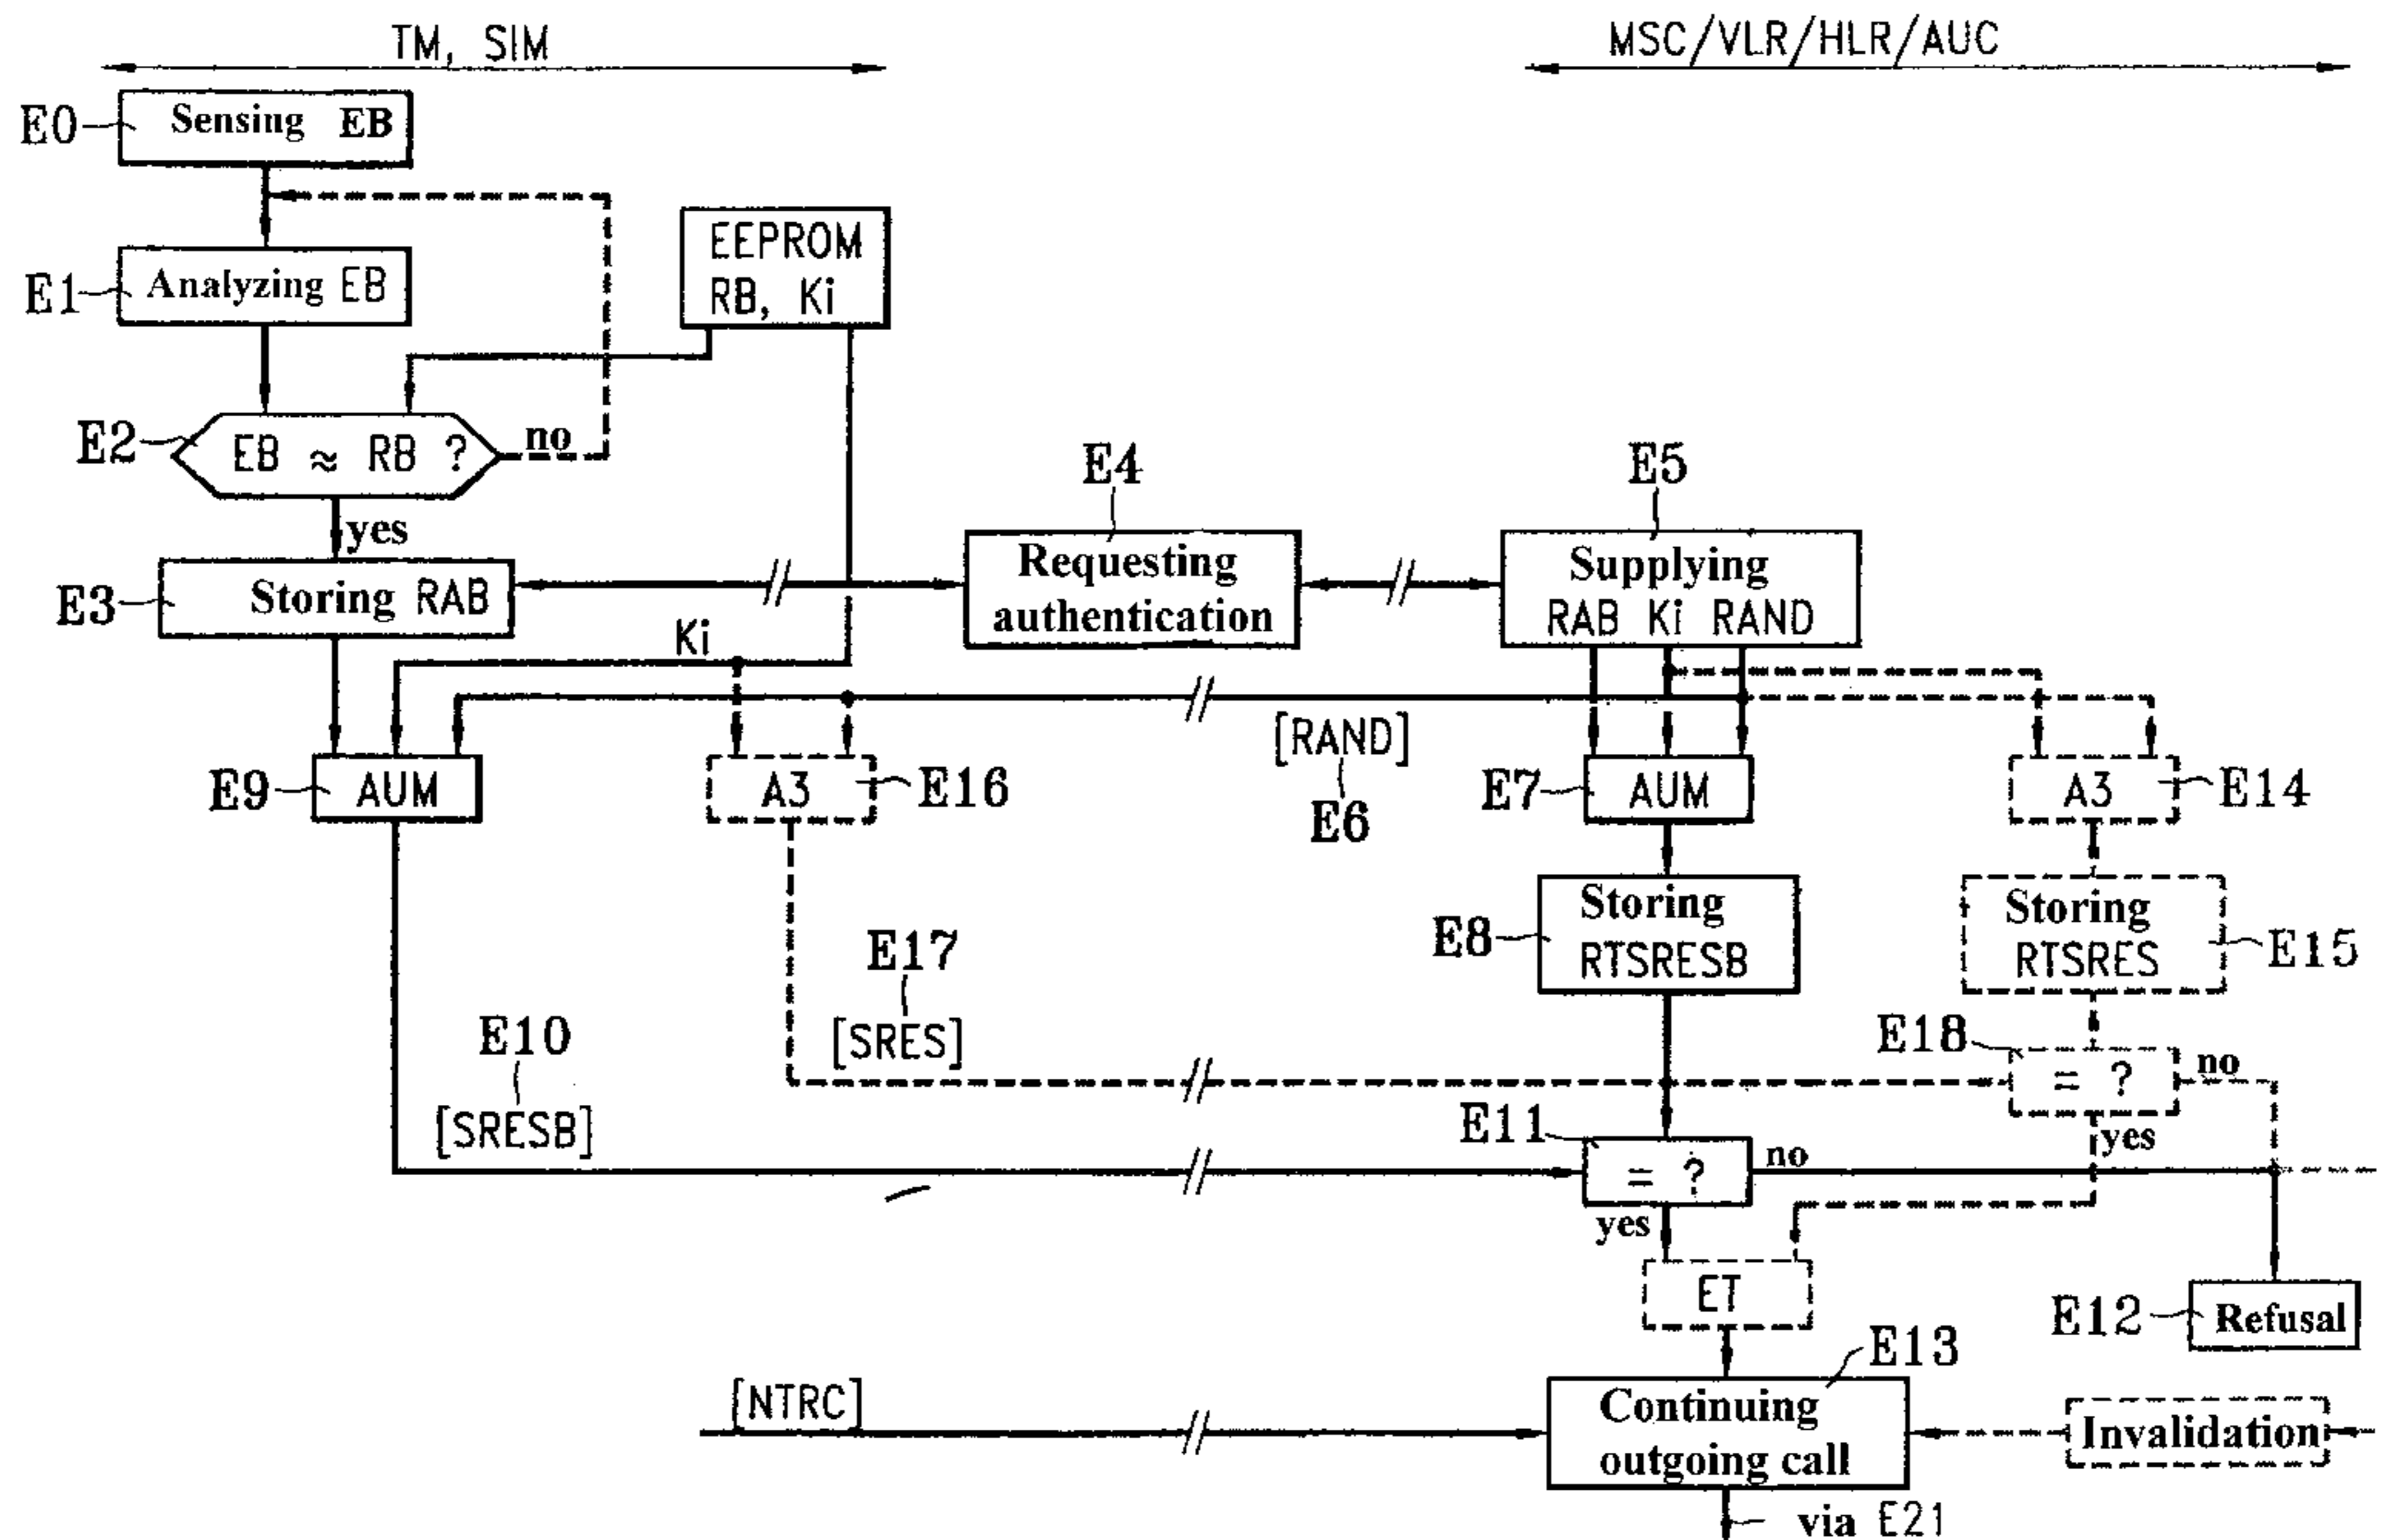 TM, SIM
MSC/VLR/HLR/AUC
E0
Sensing EB
E1
Analyzing EB
EEPROM
RB, Ki
E2
EB ≈ RB ?
no
yes
E3
Storing RAB
E4
Requesting
authentication
E5
Supplying
RAB Ki RAND
Ki
[RAND]
E6
E9
AUM
A3
E16
E7
AUM
A3
E14
E8
Storing
RTSRESB
Storing
RTSRES
E15
E17
[SRES]
E10
[SRESB]
E18
= ?
no
yes
E11
= ?
no
yes
ET
E12
Refusal
E13
[NTRC]
Continuing
outgoing call
Invalidation
via E21